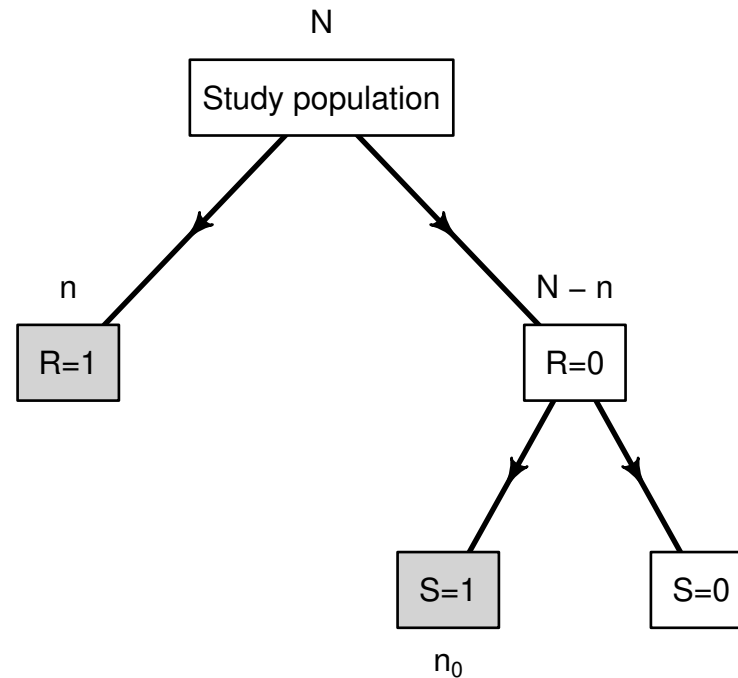 N
Study population
n
N − n
R=1
R=0
S=1
S=0
n₀